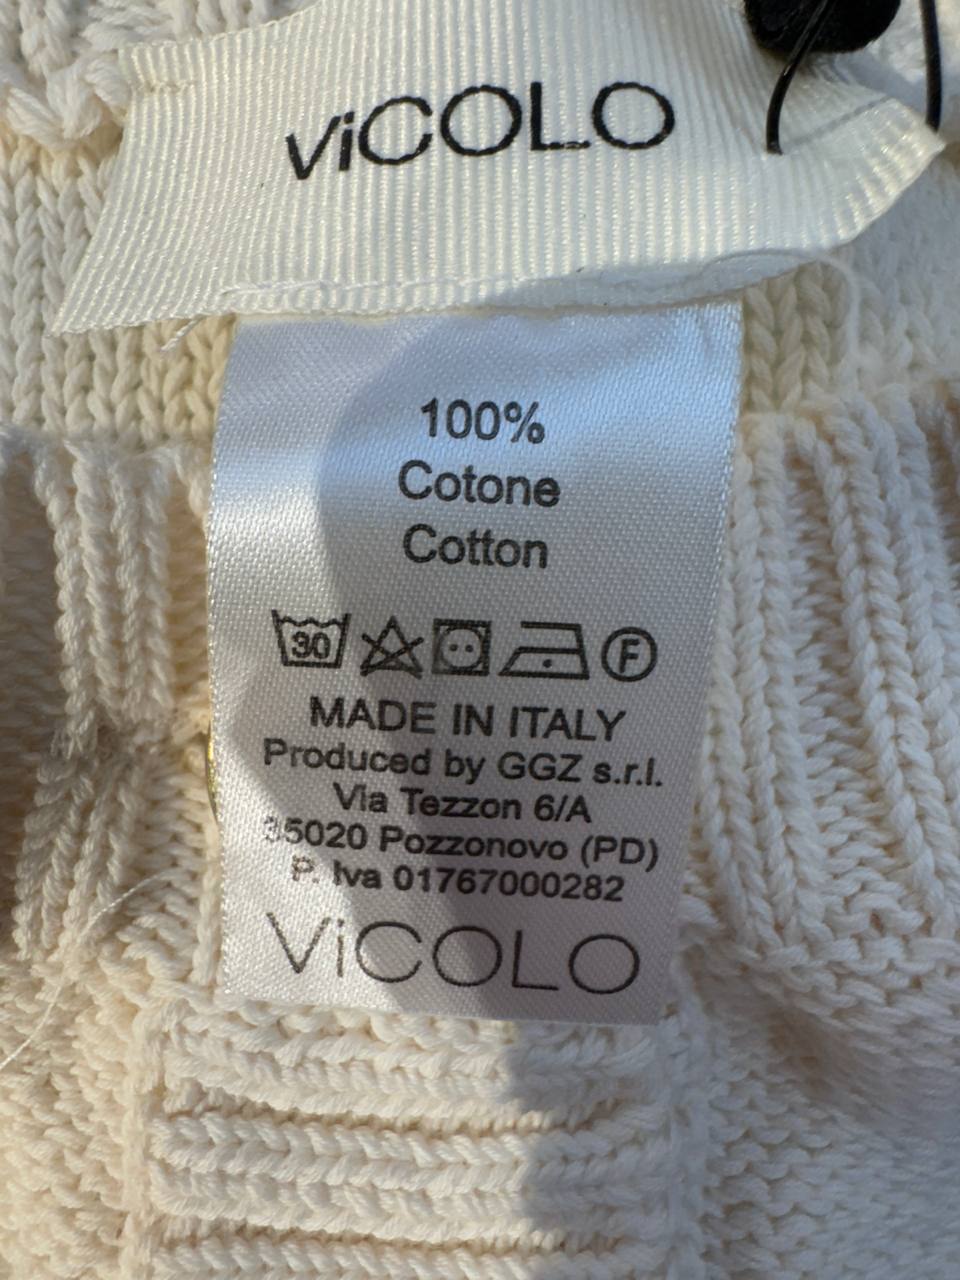 viCOLO
100%
Cotone
Cotton
30 F
MADE IN ITALY
Produced by GGZ s.r.l.
Via Tezzon 6/A
35020 Pozzonovo (PD)
P. Iva 01767000282
ViCOLO